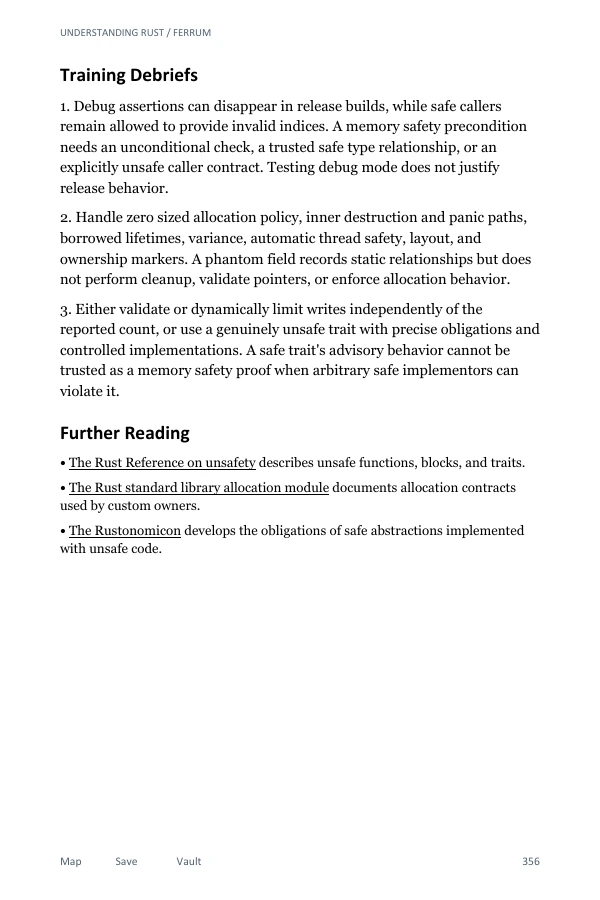 UNDERSTANDING RUST / FERRUM
Training Debriefs
1. Debug assertions can disappear in release builds, while safe callers
remain allowed to provide invalid indices. A memory safety precondition
needs an unconditional check, a trusted safe type relationship, or an
explicitly unsafe caller contract. Testing debug mode does not justify
release behavior.
2. Handle zero sized allocation policy, inner destruction and panic paths,
borrowed lifetimes, variance, automatic thread safety, layout, and
ownership markers. A phantom field records static relationships but does
not perform cleanup, validate pointers, or enforce allocation behavior.
3. Either validate or dynamically limit writes independently of the
reported count, or use a genuinely unsafe trait with precise obligations and
controlled implementations. A safe trait's advisory behavior cannot be
trusted as a memory safety proof when arbitrary safe implementors can
violate it.
Further Reading
• The Rust Reference on unsafety describes unsafe functions, blocks, and traits.
• The Rust standard library allocation module documents allocation contracts
used by custom owners.
• The Rustonomicon develops the obligations of safe abstractions implemented
with unsafe code.
Map Save Vault 356